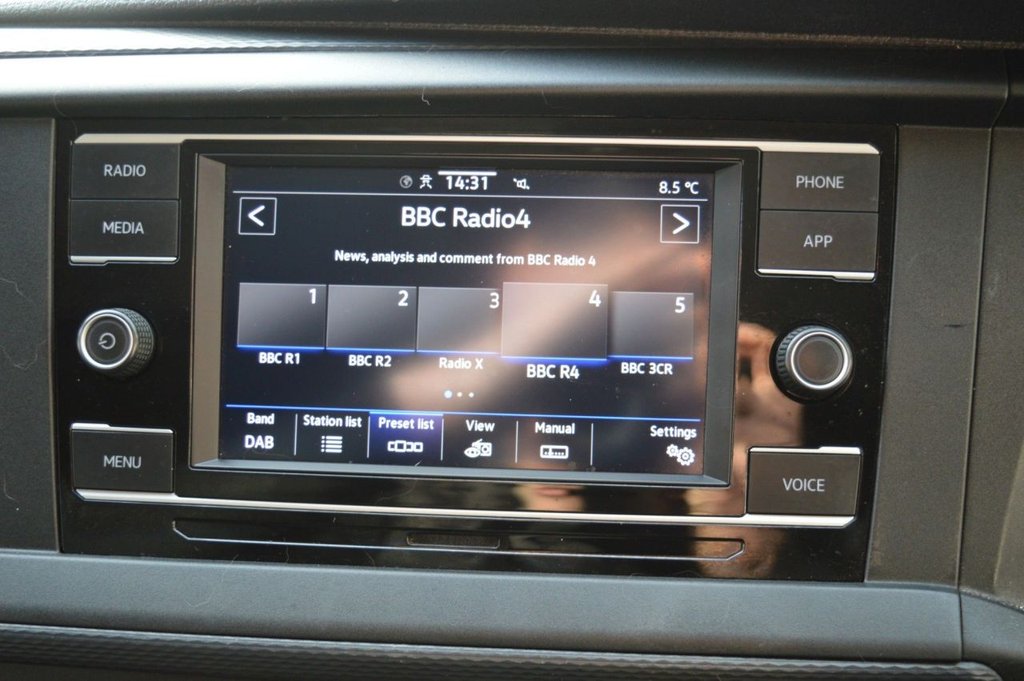 RADIO
MEDIA
MENU
14:31
8.5 °C
<
BBC Radio4
>
News, analysis and comment from BBC Radio 4
1 2 3 4 5
BBC R1 BBC R2 Radio X BBC R4 BBC 3CR
Band Station list Preset list View Manual Settings
DAB
PHONE
APP
VOICE